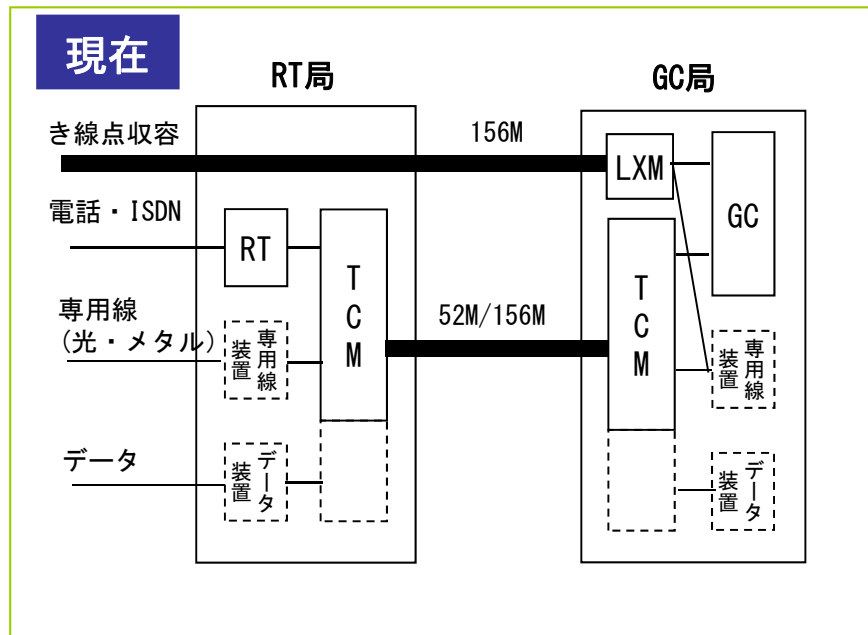 現在
RT局
GC局
き線点収容
156M
LXM
GC
電話・ISDN
RT
TCM
TCM
専用線
(光・メタル)
52M/156M
専用線
装置
専用線
装置
データ
データ
装置
データ
装置